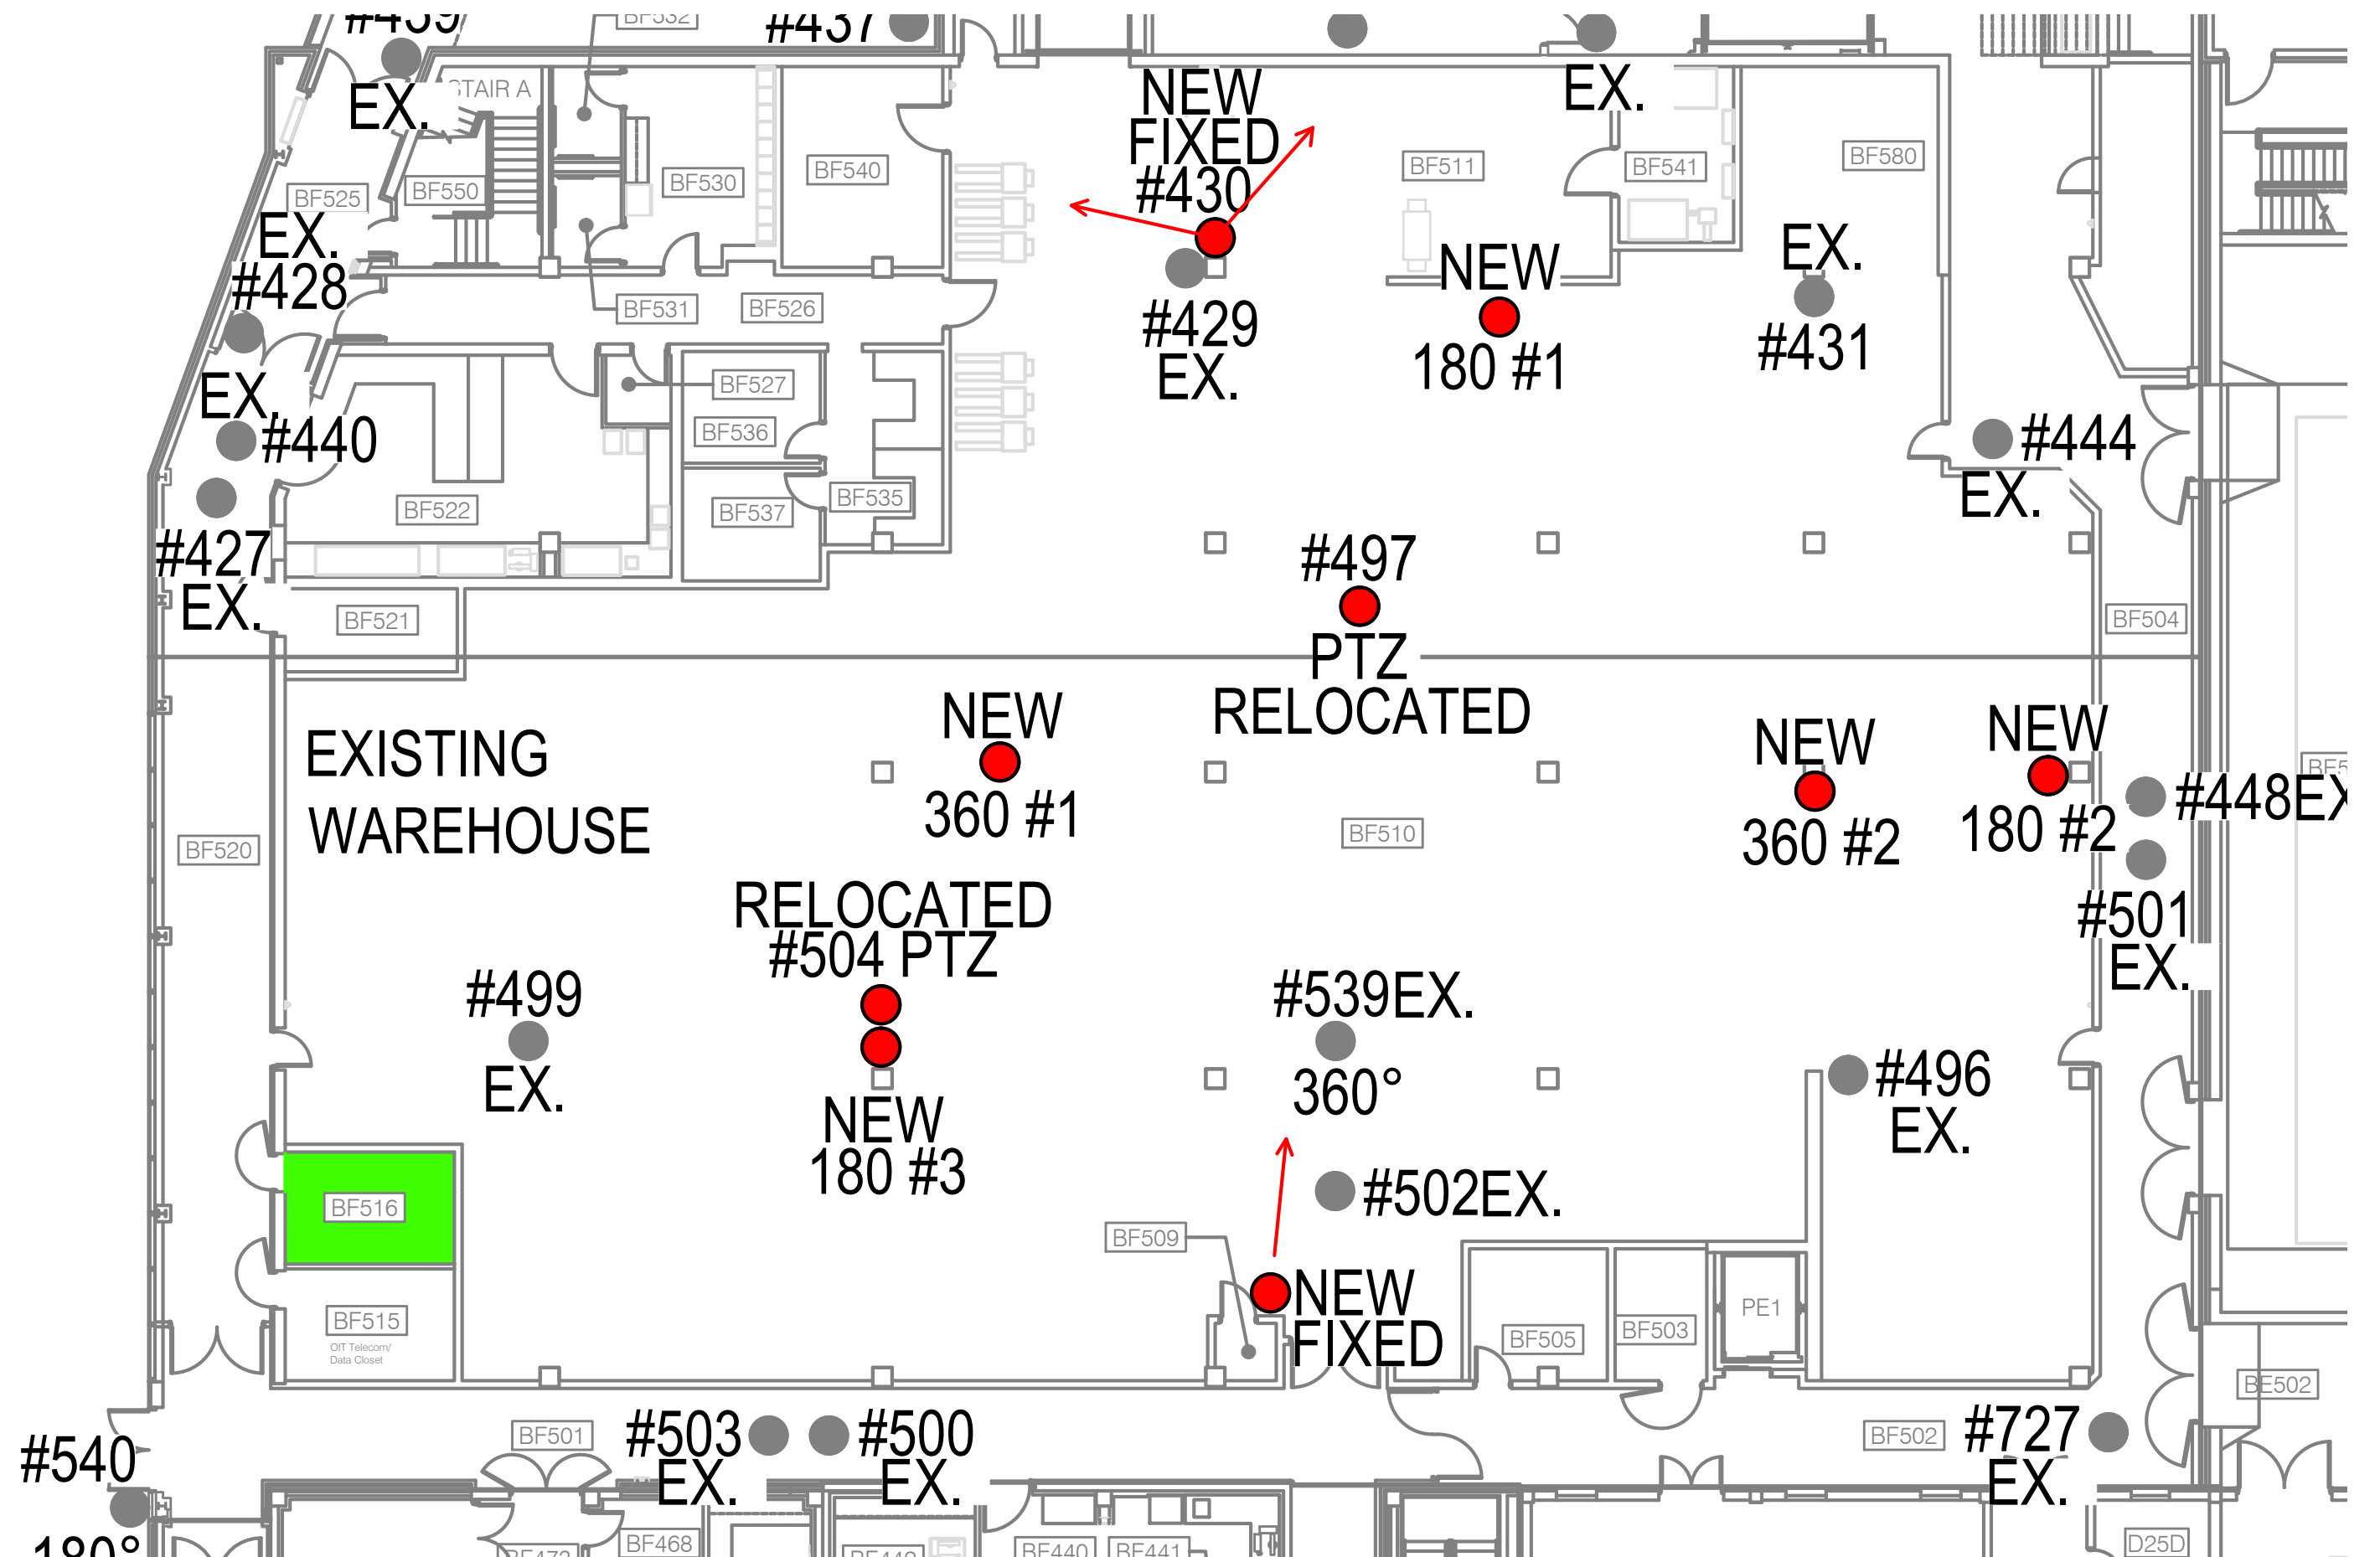 #439
BF532
#437
EX.
STAIR A
NEW
FIXED
#430
EX.
BF525
BF550
BF530
BF540
BF511
BF541
BF580
EX.
#428
NEW
EX.
BF531
BF526
#429
EX.
180 #1
#431
EX.
#440
BF527
BF536
#444
EX.
BF522
BF537
BF535
#427
EX.
#497
PTZ
RELOCATED
BF521
BF504
EXISTING
WAREHOUSE
NEW
360 #1
NEW
360 #2
NEW
180 #2
#448EX
BF520
BF510
RELOCATED
#504 PTZ
#501
EX.
#499
EX.
#539EX.
360°
#496
EX.
NEW
180 #3
BF516
#502EX.
BF509
NEW
FIXED
BF515
OIT Telecom/
Data Closet
BF505
BF503
PE1
BE502
#540
BF501
#503
EX.
#500
EX.
BF502
#727
EX.
180°
BF468
BF440
BF441
D25D